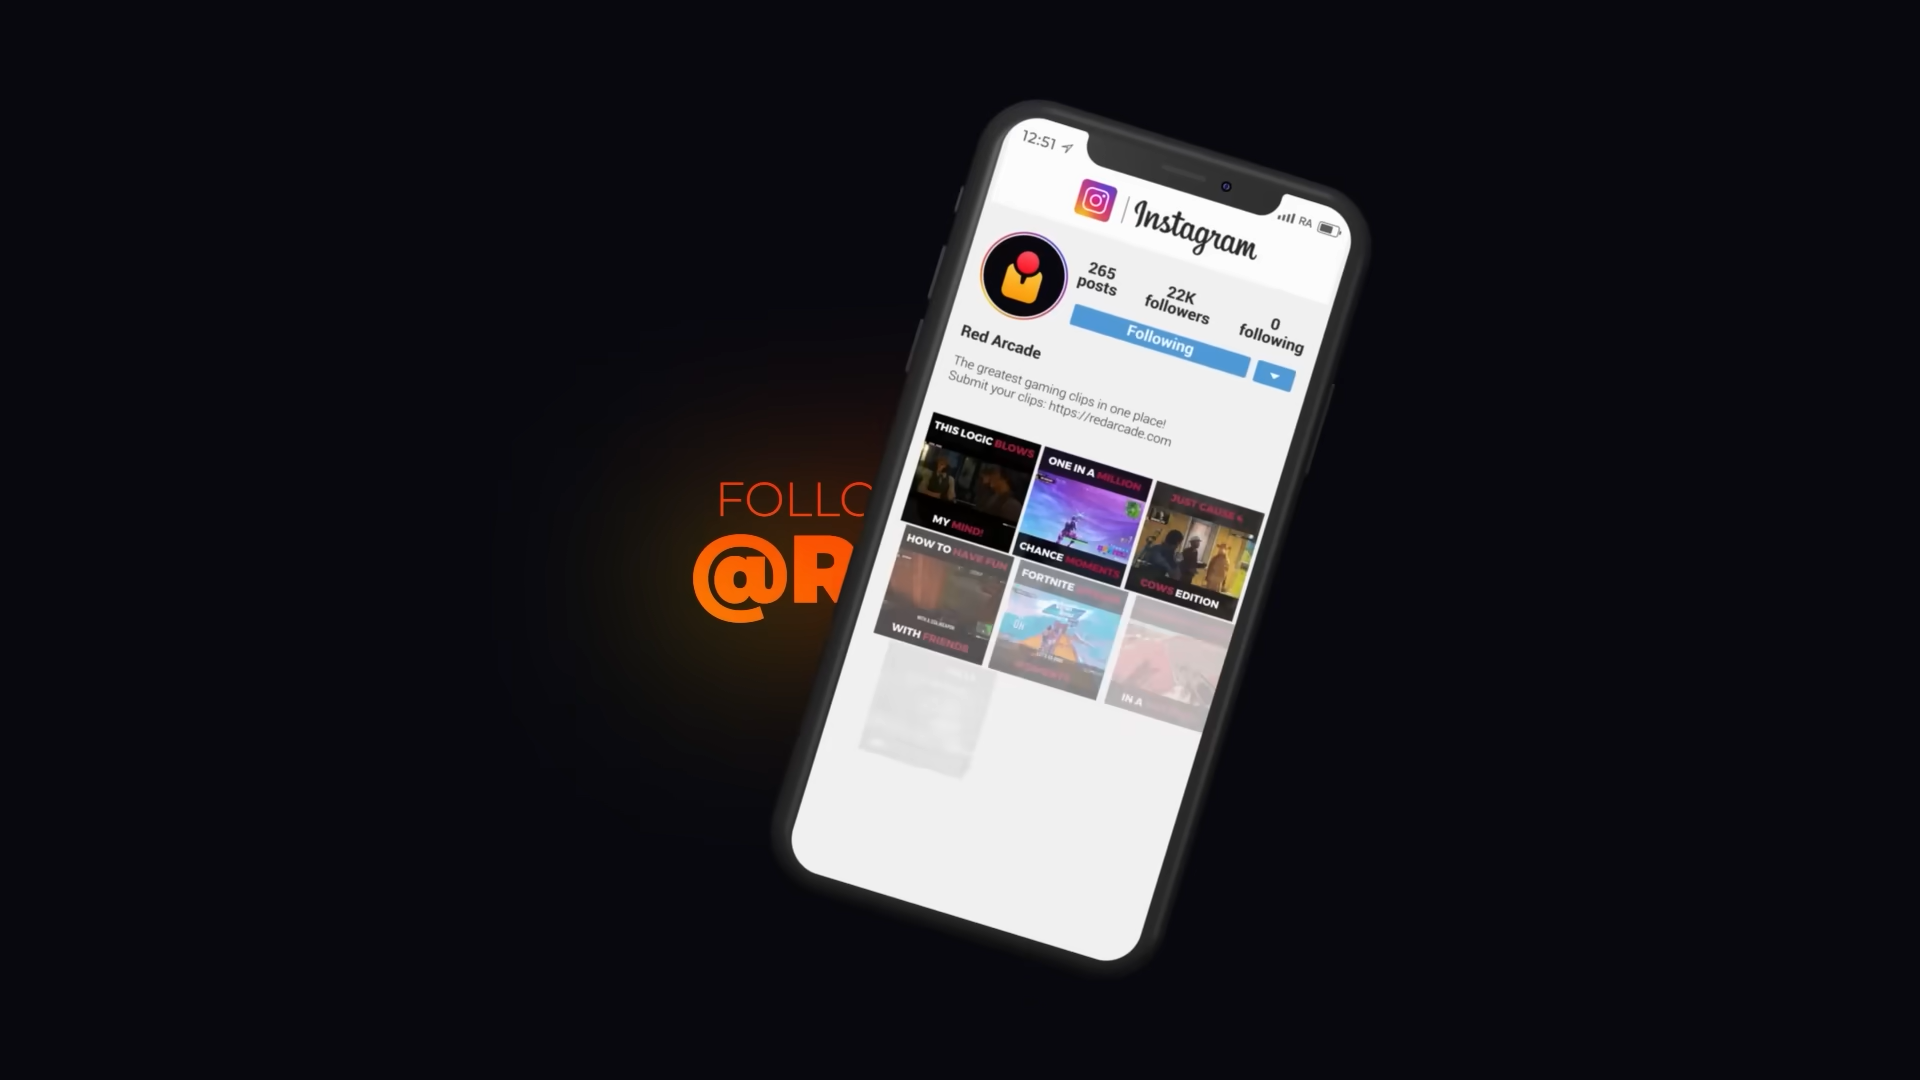 12:51
RA
Instagram
265
posts
22K
followers
0
following
Following
Red Arcade
The greatest gaming clips in one place!
Submit your clips: https://redarcade.com
THIS LOGIC BLOWS
MY MIND!
ONE IN A MILLION
CHANCE MOMENTS
JUST CAUSE 4
COWS EDITION
HOW TO HAVE FUN
WITH FRIENDS
FORTNITE
IN A
FOLLO
@R